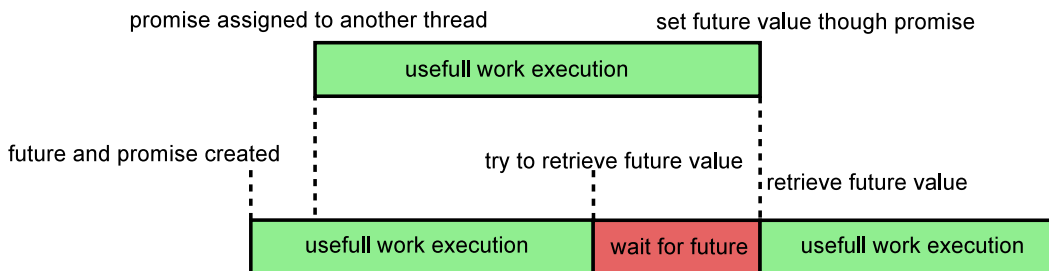 promise assigned to another thread
set future value though promise
usefull work execution
future and promise created
try to retrieve future value
retrieve future value
usefull work execution
wait for future
usefull work execution